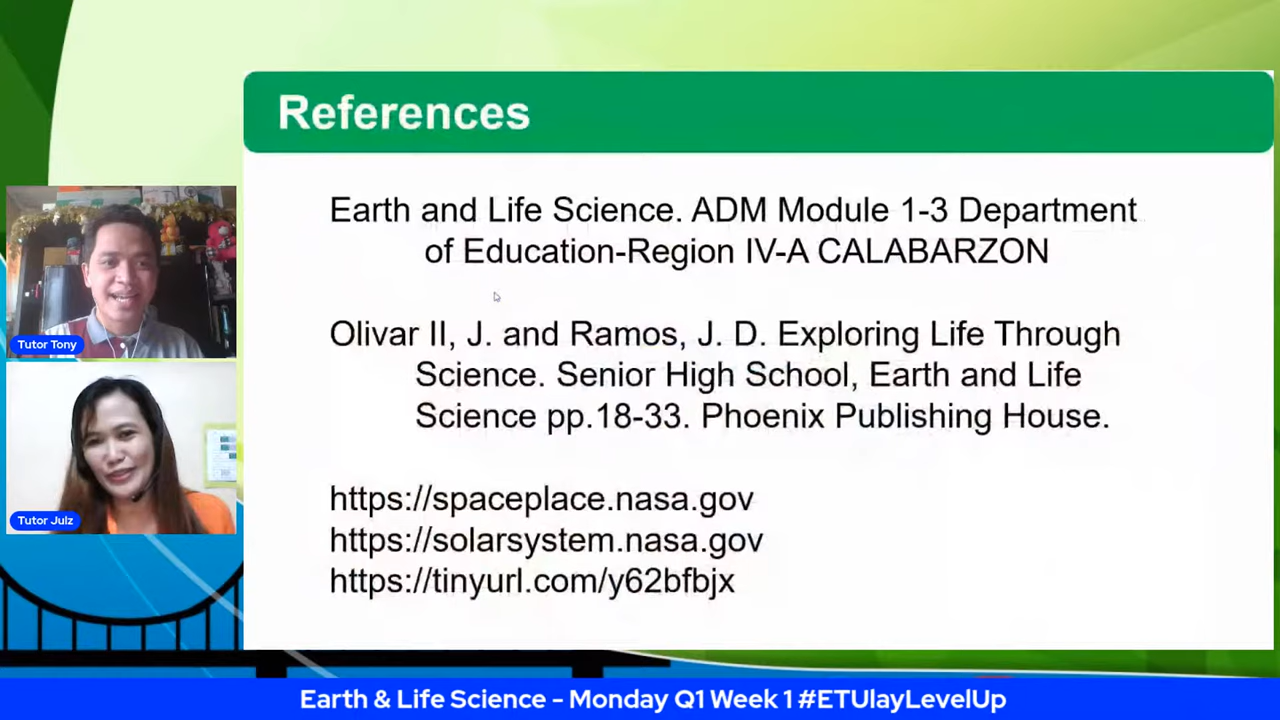 References
Earth and Life Science. ADM Module 1-3 Department
of Education-Region IV-A CALABARZON
Olivar II, J. and Ramos, J. D. Exploring Life Through
Science. Senior High School, Earth and Life
Science pp.18-33. Phoenix Publishing House.
https://spaceplace.nasa.gov
https://solarsystem.nasa.gov
https://tinyurl.com/y62bfbjx
Tutor Tony
Tutor Julz
Earth & Life Science - Monday Q1 Week 1 #ETUlayLevelUp